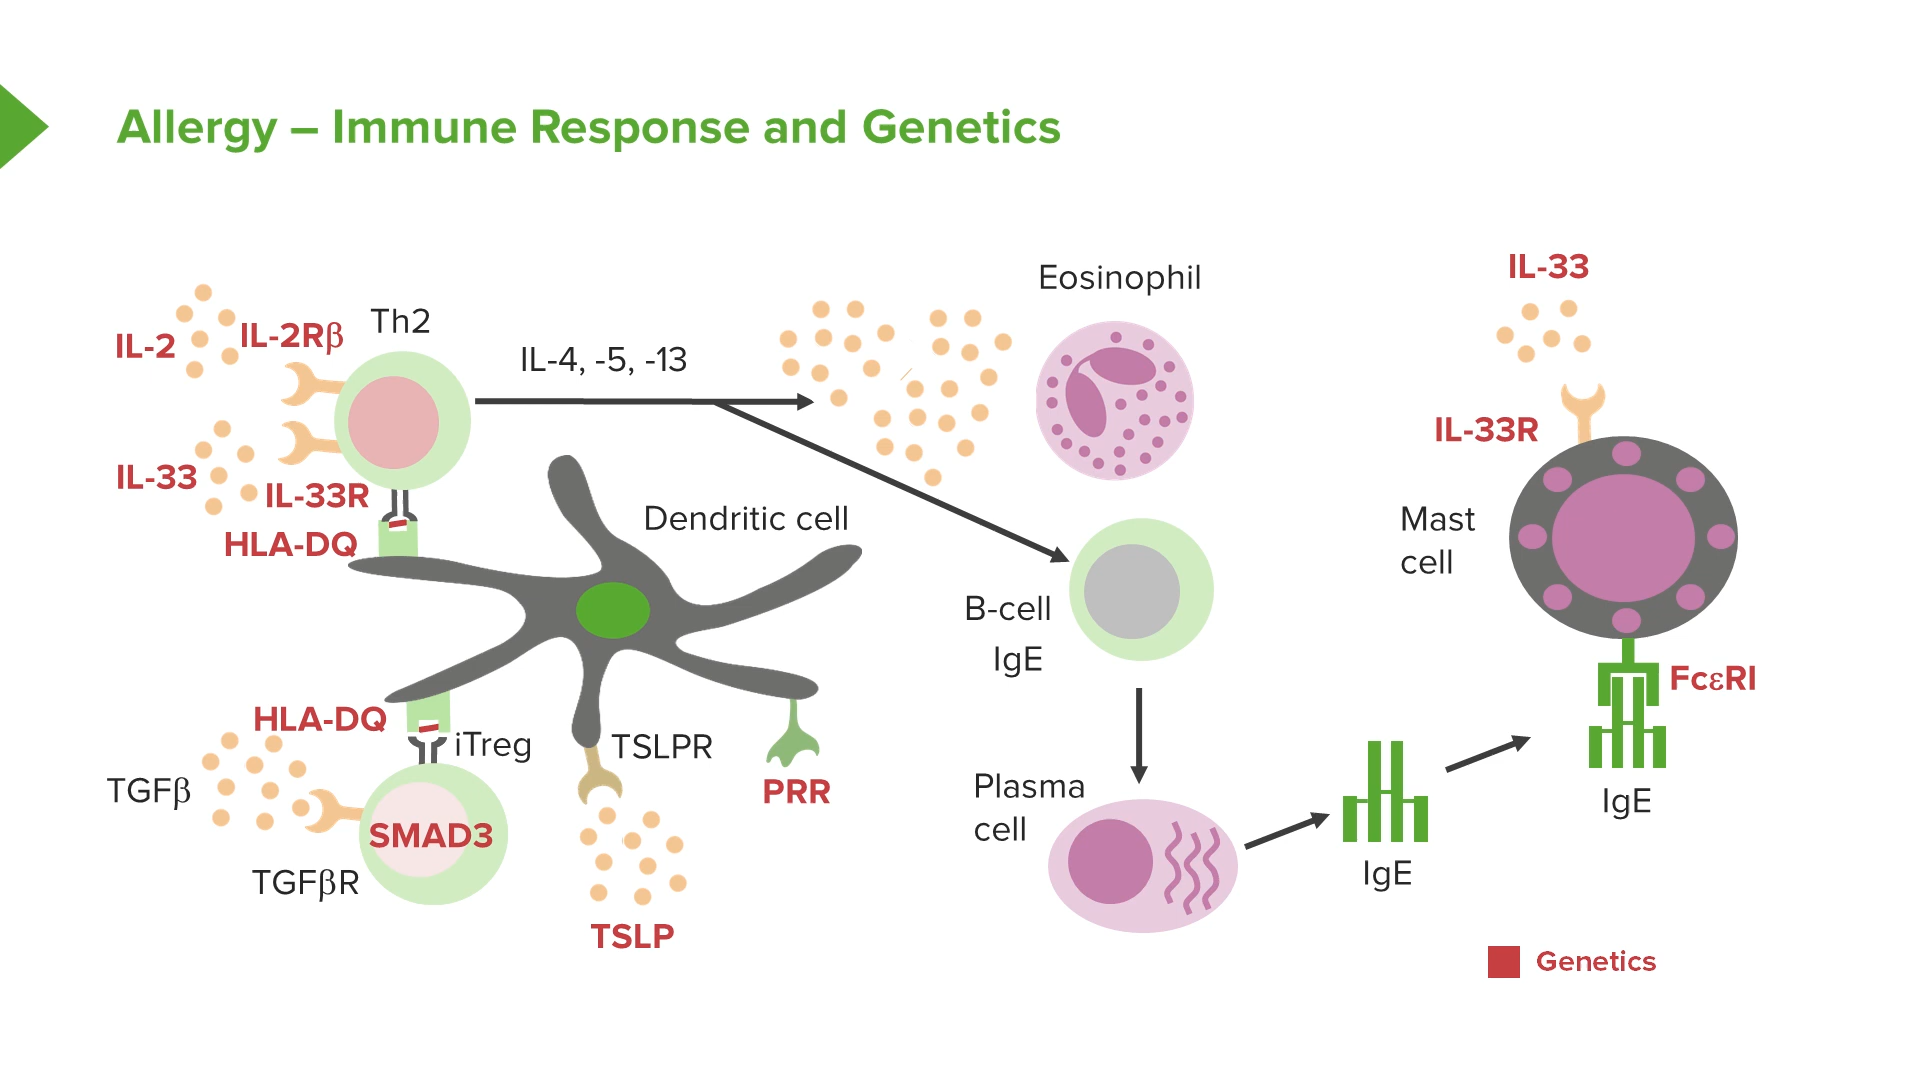 Allergy – Immune Response and Genetics
IL-2
IL-2Rβ
Th2
IL-33
IL-33R
HLA-DQ
IL-4, -5, -13
Eosinophil
Dendritic cell
B-cell
IgE
IL-33
IL-33R
Mast
cell
FcεRI
IgE
HLA-DQ
iTreg
TGFβ
SMAD3
TGFβR
TSLPR
TSLP
PRR
Plasma
cell
IgE
Genetics